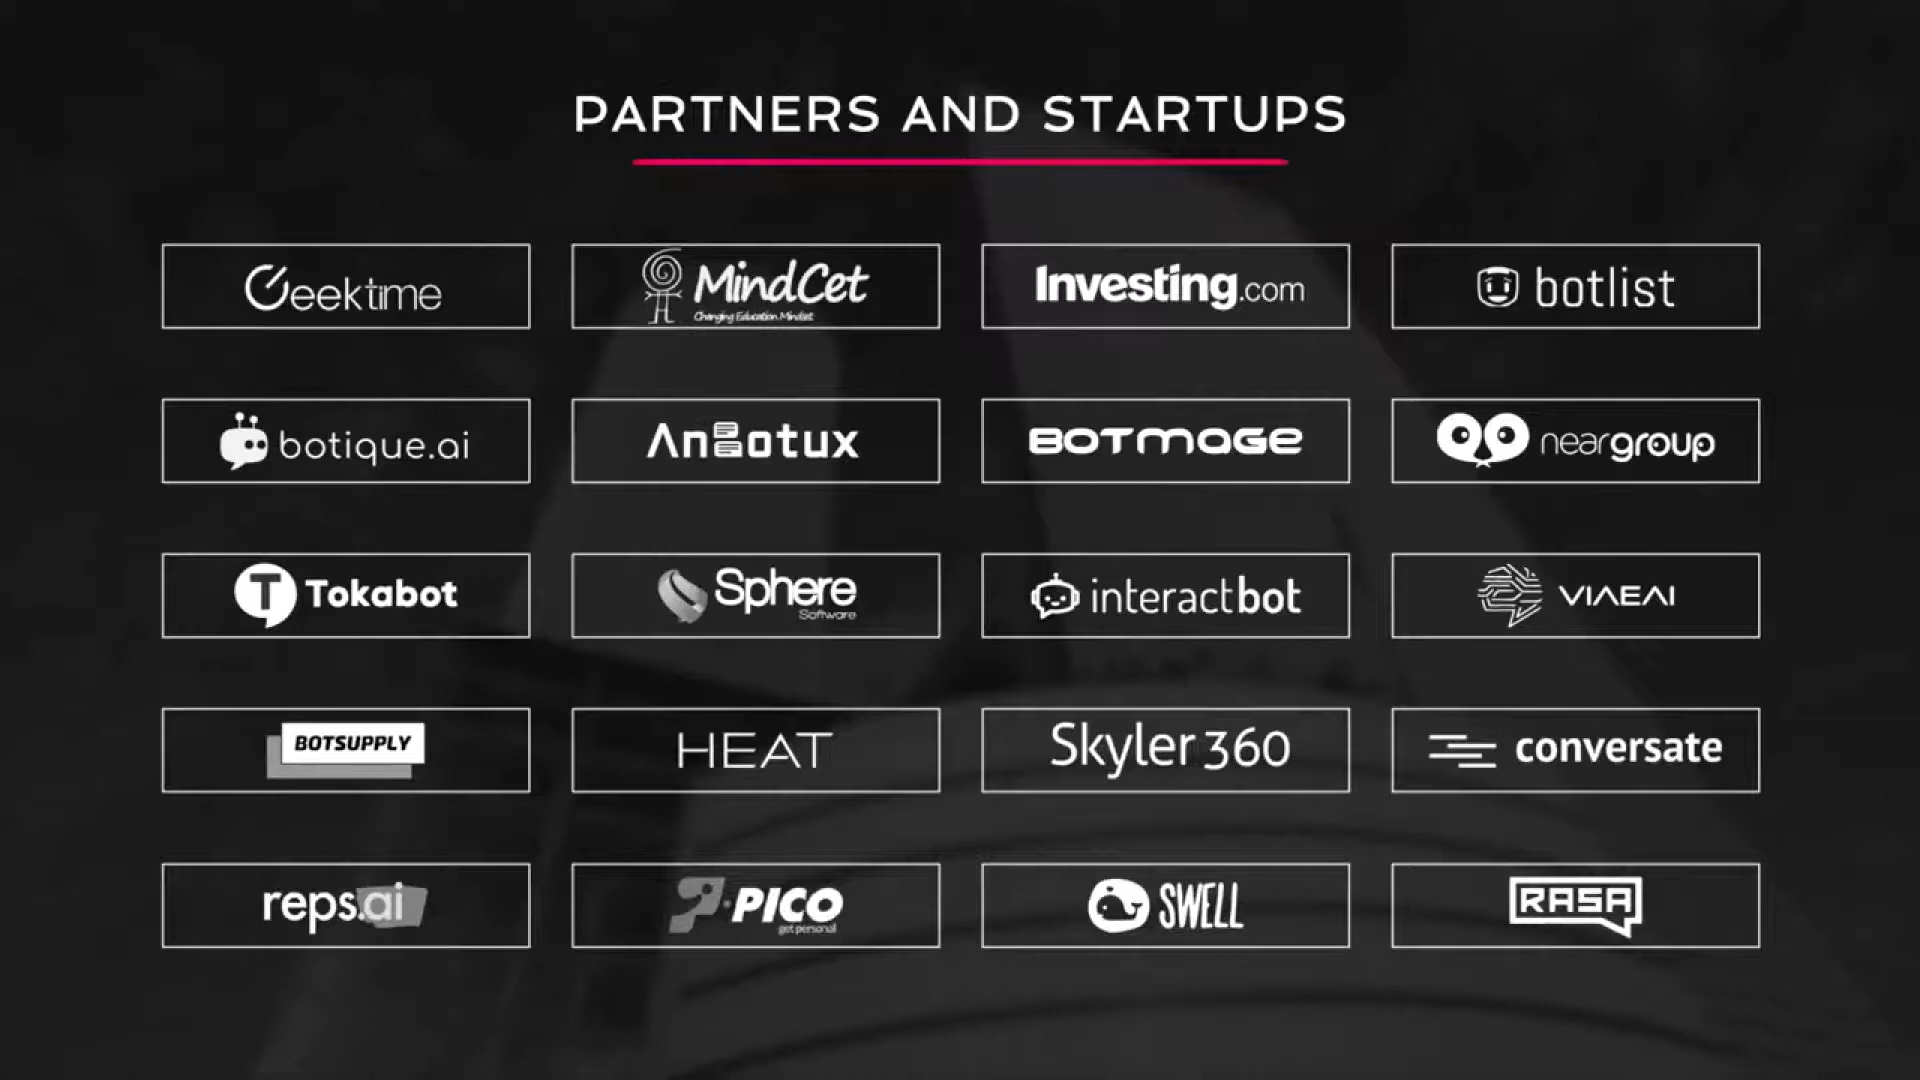 PARTNERS AND STARTUPS
Geektime
MindCet
Changing Education Mindset
Investing.com
botlist
botique.ai
AnBotux
BOTMAGE
neargroup
Tokabot
Sphere
Software
interactbot
VIAEAI
BOTSUPPLY
HEAT
Skyler360
conversate
reps.ai
PICO
get personal
SWELL
RASA